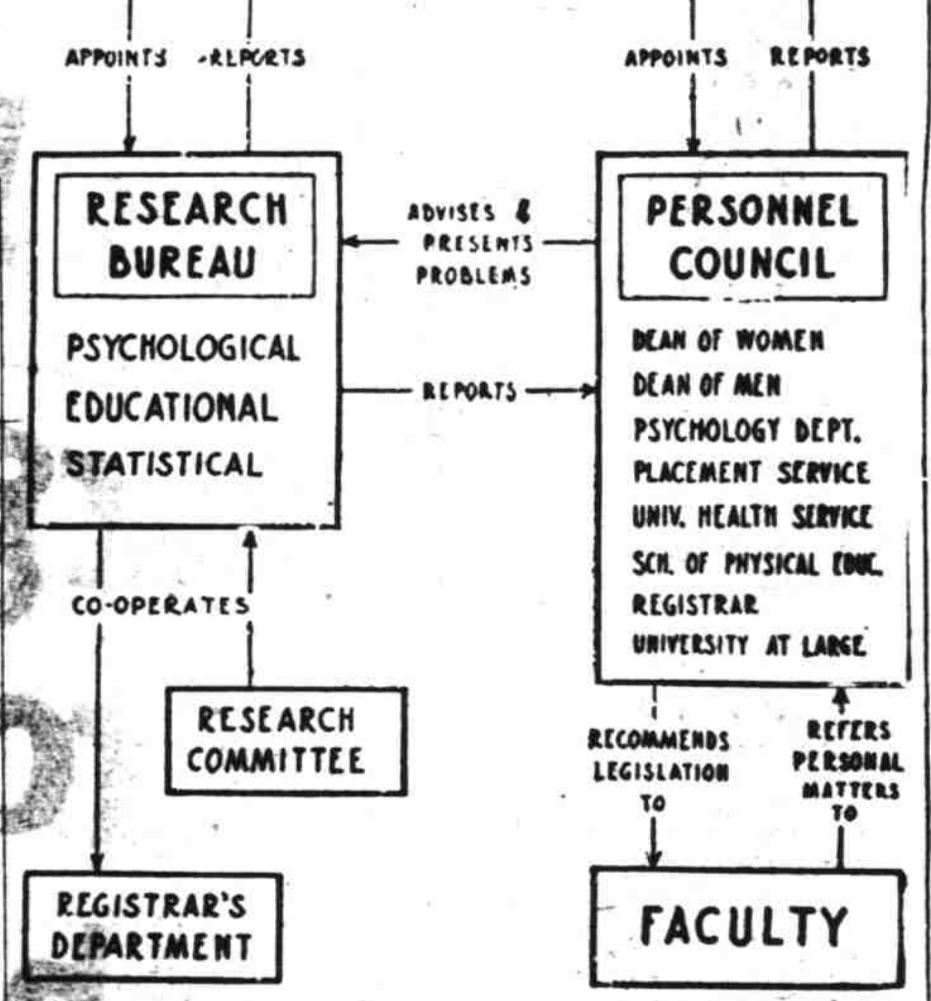 APPOINTS REPORTS
APPOINTS REPORTS
RESEARCH
BUREAU
PSYCHOLOGICAL
EDUCATIONAL
STATISTICAL
ADVISES &
PRESENTS
PROBLEMS
REPORTS
PERSONNEL
COUNCIL
DEAN OF WOMEN
DEAN OF MEN
PSYCHOLOGY DEPT.
PLACEMENT SERVICE
UNIV. HEALTH SERVICE
SCH. OF PHYSICAL EDUC.
REGISTRAR
UNIVERSITY AT LARGE
CO-OPERATES
RESEARCH
COMMITTEE
REGISTRAR'S
DEPARTMENT
RECOMMENDS
LEGISLATION
TO
REFERS
PERSONAL
MATTERS
TO
FACULTY